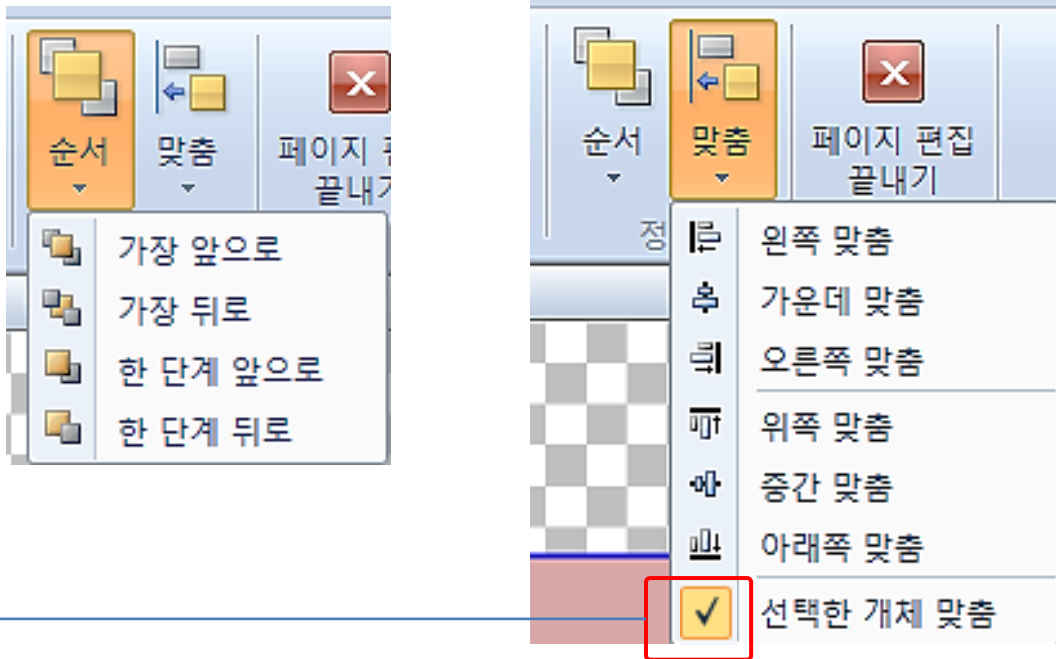 순서
맞춤
페이지
끝내
가장 앞으로
가장 뒤로
한 단계 앞으로
한 단계 뒤로
순서
맞춤
페이지 편집
끝내기
정
왼쪽 맞춤
가운데 맞춤
오른쪽 맞춤
위쪽 맞춤
중간 맞춤
아래쪽 맞춤
선택한 개체 맞춤